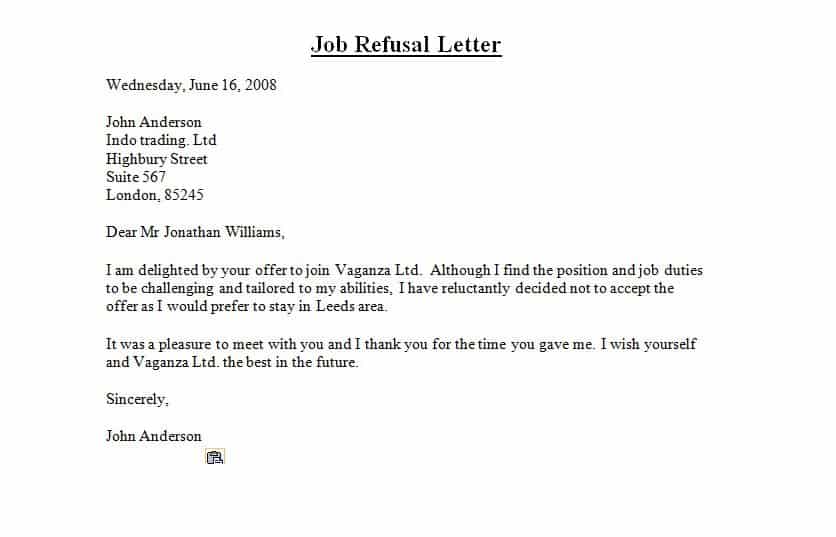 Job Refusal Letter
Wednesday, June 16, 2008
John Anderson
Indo trading. Ltd
Highbury Street
Suite 567
London, 85245
Dear Mr Jonathan Williams,
I am delighted by your offer to join Vaganza Ltd. Although I find the position and job duties
to be challenging and tailored to my abilities, I have reluctantly decided not to accept the
offer as I would prefer to stay in Leeds area.
It was a pleasure to meet with you and I thank you for the time you gave me. I wish yourself
and Vaganza Ltd. the best in the future.
Sincerely,
John Anderson